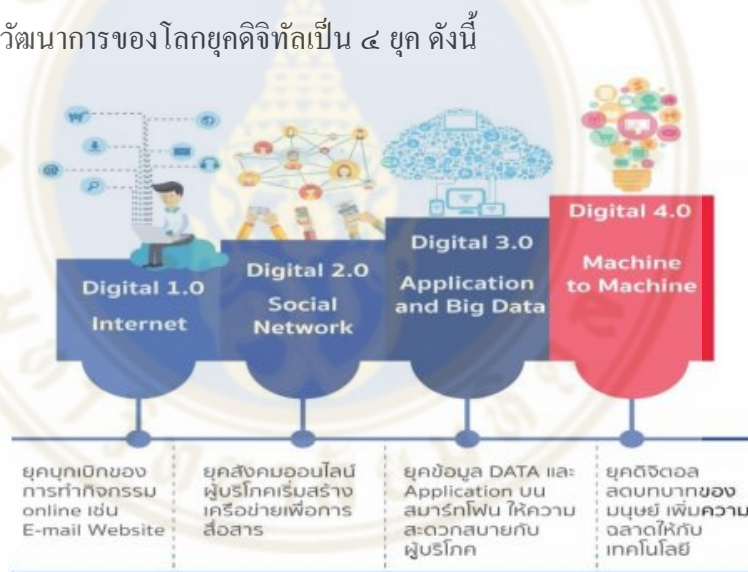 วัฒนาการของโลกยุคดิจิทัลเป็น ๔ ยุค ดังนี้
Digital 1.0
Internet
Digital 2.0
Social
Network
Digital 3.0
Application
and Big Data
Digital 4.0
Machine
to Machine
ยุคบุกเบิกของ
การทำกิจกรรม
online เช่น
E-mail Website
ยุคสังคมออนไลน์
ผู้บริโภคเริ่มสร้าง
เครือข่ายเพื่อการ
สื่อสาร
ยุคข้อมูล DATA และ
Application บน
สมาร์ทโฟน ให้ความ
สะดวกสบายกับ
ผู้บริโภค
ยุคดิจิตอล
ลดบทบาทของ
มนุษย์ เพิ่มความ
ฉลาดให้กับ
เทคโนโลยี